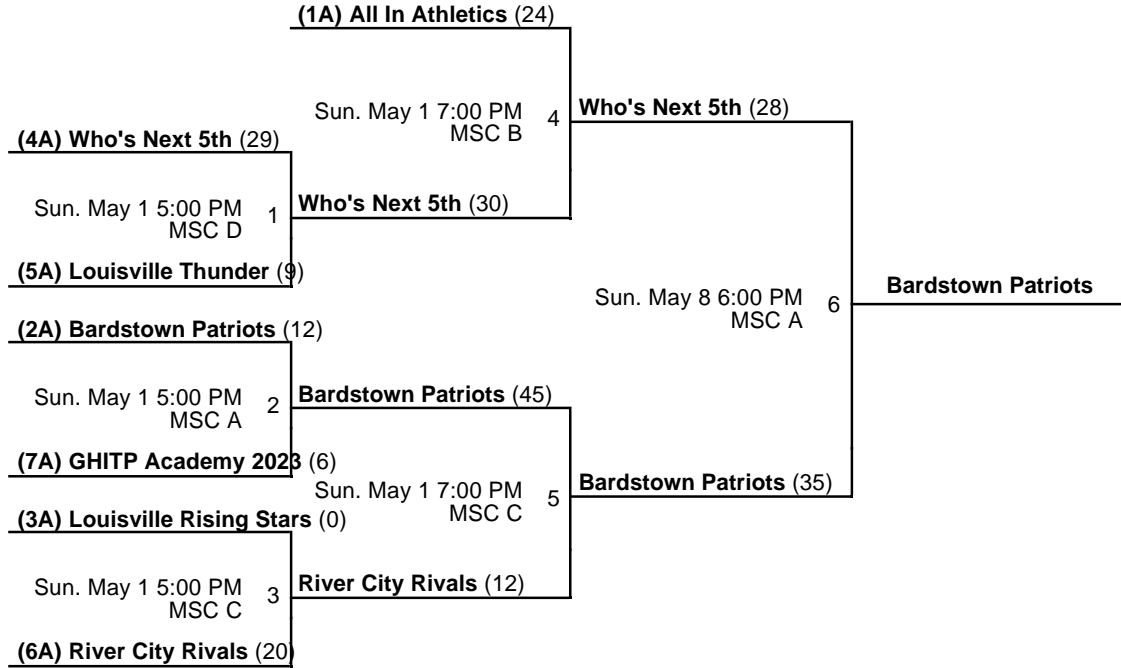 (1A) All In Athletics (24)
Sun. May 1 7:00 PM 4
MSC B
Who's Next 5th (28)
(4A) Who's Next 5th (29)
Sun. May 1 5:00 PM 1
MSC D
Who's Next 5th (30)
(5A) Louisville Thunder (9)
Sun. May 8 6:00 PM 6
MSC A
Bardstown Patriots
(2A) Bardstown Patriots (12)
Sun. May 1 5:00 PM 2
MSC A
Bardstown Patriots (45)
(7A) GHITP Academy 2023 (6)
Sun. May 1 7:00 PM 5
MSC C
Bardstown Patriots (35)
(3A) Louisville Rising Stars (0)
Sun. May 1 5:00 PM 3
MSC C
River City Rivals (12)
(6A) River City Rivals (20)